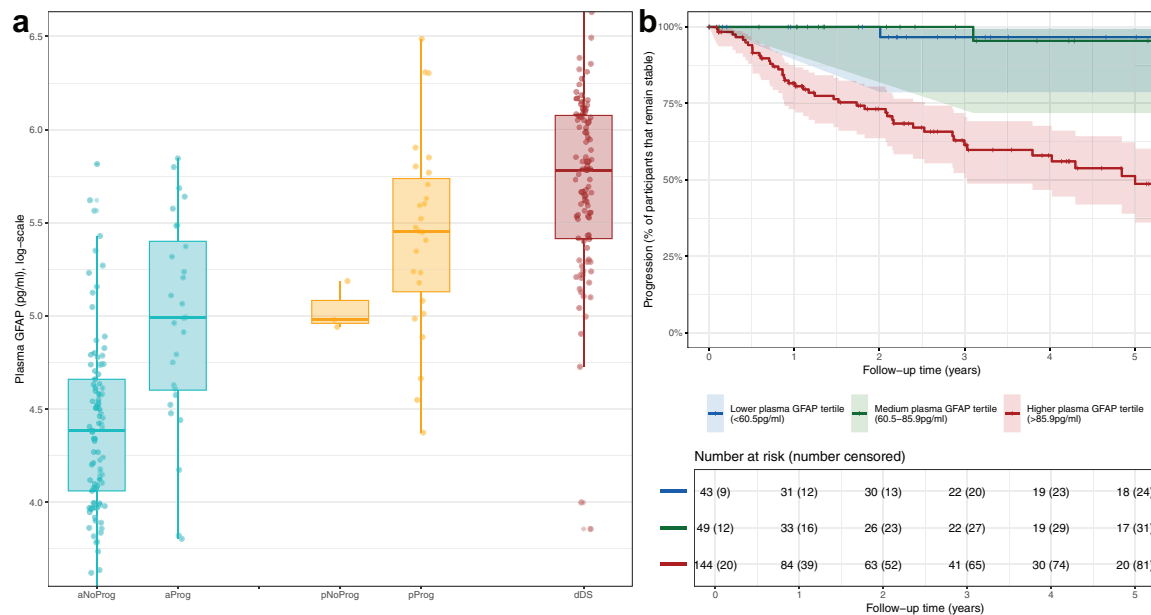 a
Plasma GFAP (pg/ml), log−scale
6.5
6.0
5.5
5.0
4.5
4.0
aNoProg aProg pNoProg pProg dDS
b
Progression (% of participants that remain stable)
100%
75%
50%
25%
0%
0 1 2 3 4 5
Follow−up time (years)
Lower plasma GFAP tertile
(<60.5pg/ml)
Medium plasma GFAP tertile
(60.5−85.9pg/ml)
Higher plasma GFAP tertile
(>85.9pg/ml)
Number at risk (number censored)
43 (9) 31 (12) 30 (13) 22 (20) 19 (23) 18 (24)
49 (12) 33 (16) 26 (23) 22 (27) 19 (29) 17 (31)
144 (20) 84 (39) 63 (52) 41 (65) 30 (74) 20 (81)
0 1 2 3 4 5
Follow−up time (years)